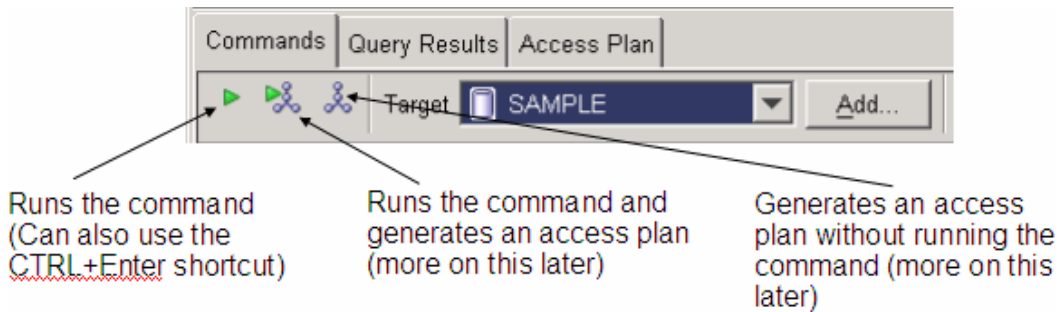 Commands Query Results Access Plan
Target SAMPLE Add...
Runs the command
(Can also use the
CTRL+Enter shortcut)
Runs the command and
generates an access plan
(more on this later)
Generates an access
plan without running the
command (more on this
later)